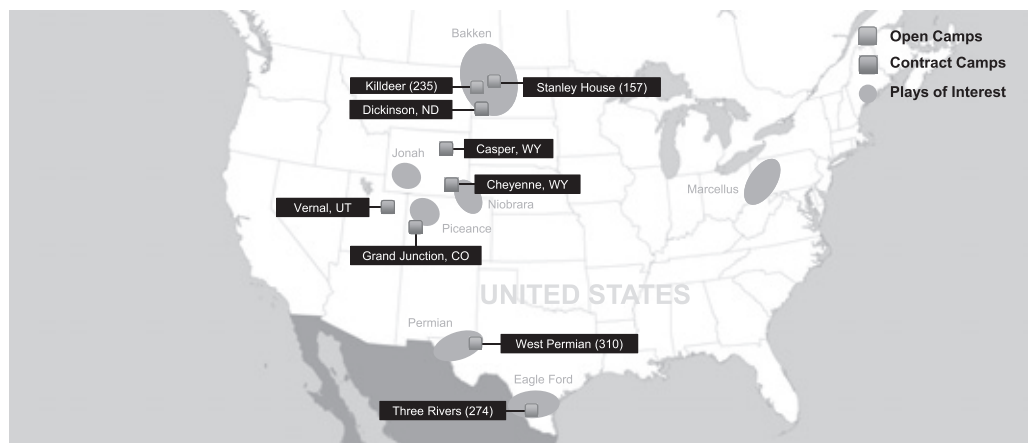 Bakken
Open Camps
Contract Camps
Plays of Interest
Killdeer (235)
Stanley House (157)
Dickinson, ND
Casper, WY
Jonah
Cheyenne, WY
Marcellus
Niobrara
Vernal, UT
Piceance
Grand Junction, CO
UNITED STATES
Permian
West Permian (310)
Eagle Ford
Three Rivers (274)